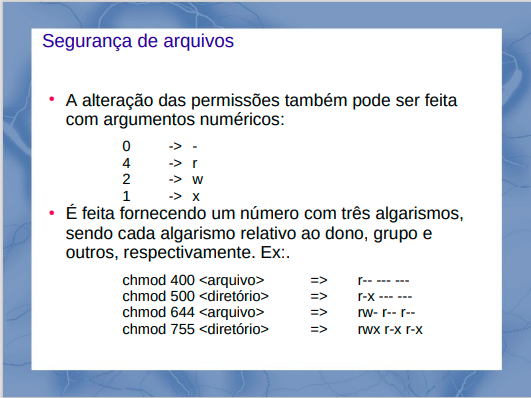 Segurança de arquivos
• A alteração das permissões também pode ser feita
com argumentos numéricos:
0 -> -
4 -> r
2 -> w
1 -> x
• É feita fornecendo um número com três algarismos,
sendo cada algarismo relativo ao dono, grupo e
outros, respectivamente. Ex:.
chmod 400 <arquivo> => r-- --- ---
chmod 500 <diretório> => r-x --- ---
chmod 644 <arquivo> => rw- r-- r--
chmod 755 <diretório> => rwx r-x r-x